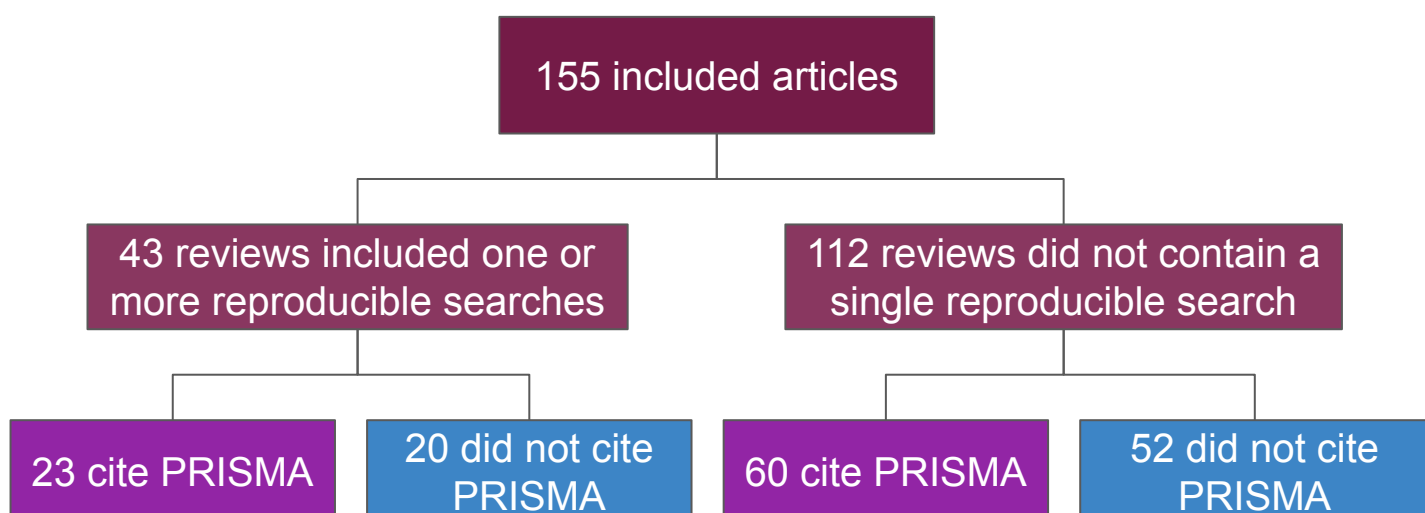 155 included articles
43 reviews included one or
more reproducible searches
112 reviews did not contain a
single reproducible search
23 cite PRISMA
20 did not cite
PRISMA
60 cite PRISMA
52 did not cite
PRISMA